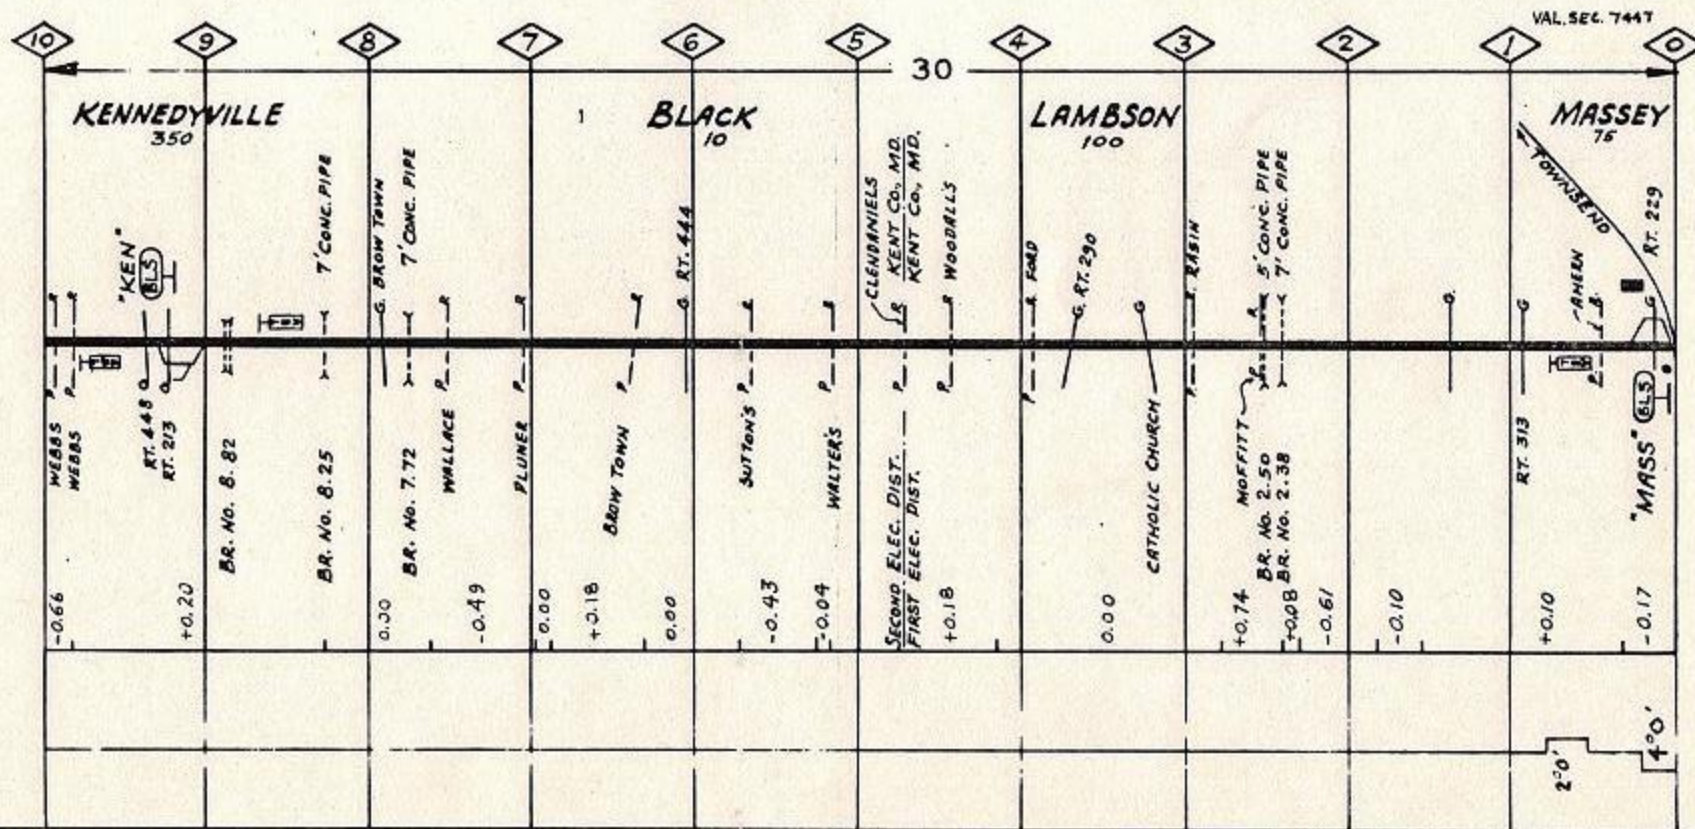 VAL. SEC. 7447
10 9 8 7 6 5 4 3 2 1 0
30
KENNEDYVILLE
350
BLACK
10
LAMBSON
100
MASSEY
75
TOWNSEND
RT. 229
"KEN"
BLS
7' CONC. PIPE
BROW TOWN
7' CONC. PIPE
G RT. 444
CLENDANIELS
KENT CO., MD.
KENT CO., MD.
WOODALLS
R FORD
G RT. 290
R RASIN
5' CONC. PIPE
7' CONC. PIPE
AHERN
WEBBS
WEBBS
RT. 448
RT. 213
BR. NO. 8.82
BR. NO. 8.25
BR. NO. 7.72
WALLACE
PLUNER
BROW TOWN
SUTTON'S
WALTER'S
SECOND ELEC. DIST.
FIRST ELEC. DIST.
CATHOLIC CHURCH
MOFFITT
BR. NO. 2.50
BR. NO. 2.38
RT. 313
"MASS"
BLS
-0.66
+0.20
0.00
-0.49
0.00
+0.18
0.00
-0.43
-0.04
+0.18
0.00
+0.74
+0.08
-0.61
-0.10
+0.10
-0.17
2°0'
4°0'